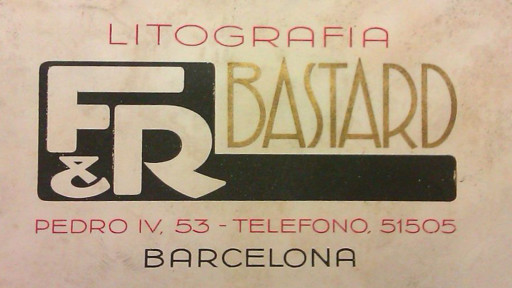 LITOGRAFIA
F&R BASTARD
PEDRO IV, 53 - TELEFONO, 51505
BARCELONA